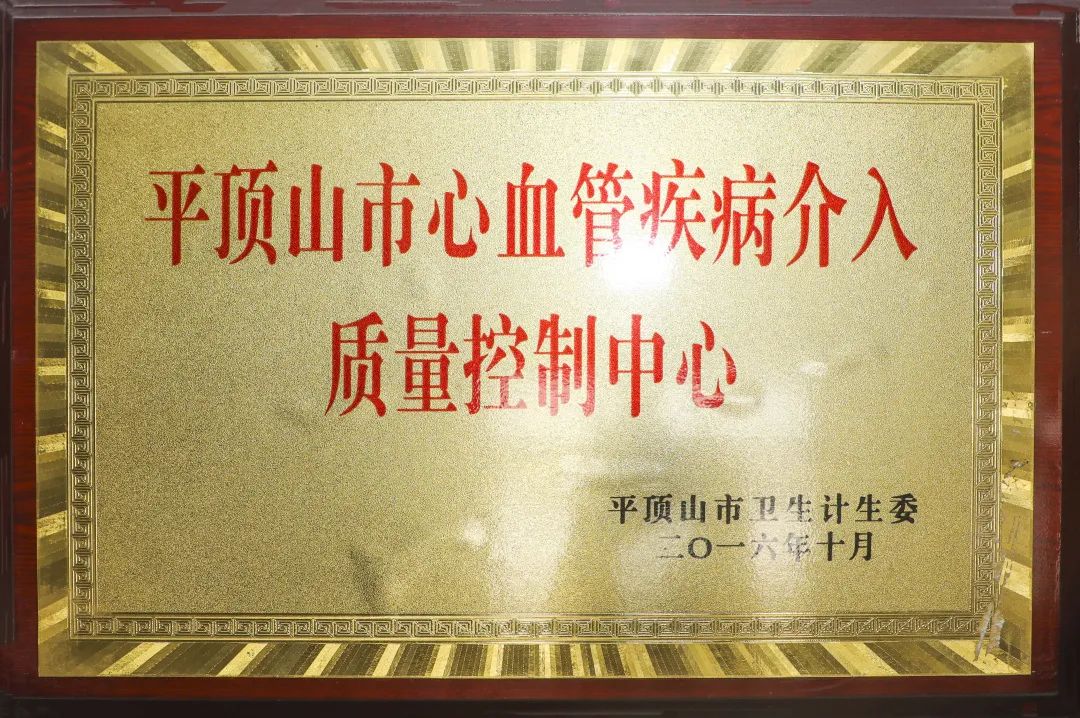 平顶山市心血管疾病介入
质量控制中心
平顶山市卫生计生委
二〇一六年十月